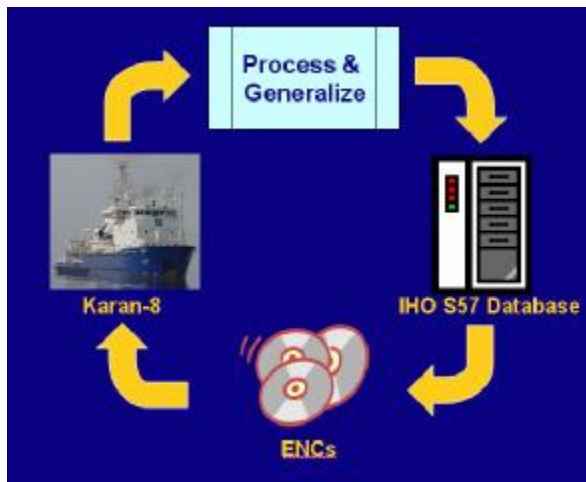 Process &
Generalize
Karan-8
IHO S57 Database
ENCs